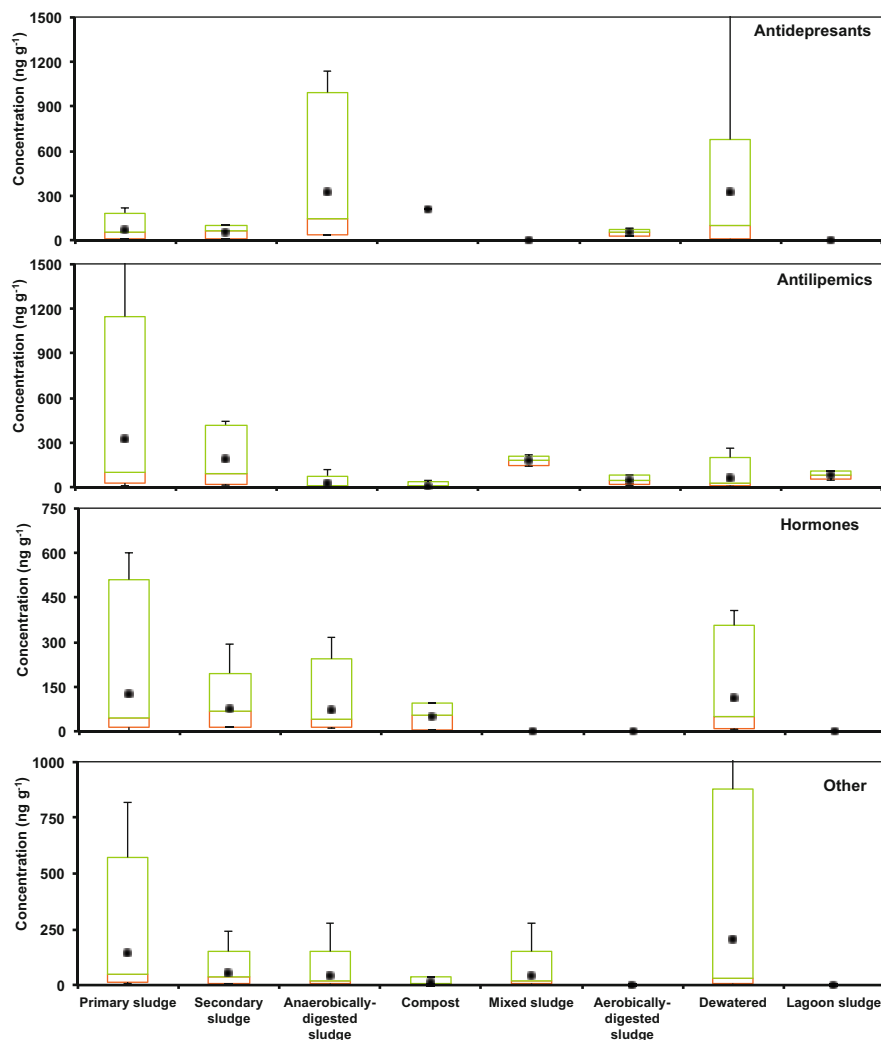 Antidepresants
Concentration (ng g⁻¹)
1500
1200
900
600
300
0
Antilipemics
Concentration (ng g⁻¹)
1500
1200
900
600
300
0
Hormones
Concentration (ng g⁻¹)
750
600
450
300
150
0
Other
Concentration (ng g⁻¹)
1000
750
500
250
0
Primary sludge
Secondary
sludge
Anaerobically-
digested
sludge
Compost
Mixed sludge
Aerobically-
digested sludge
Dewatered
Lagoon sludge